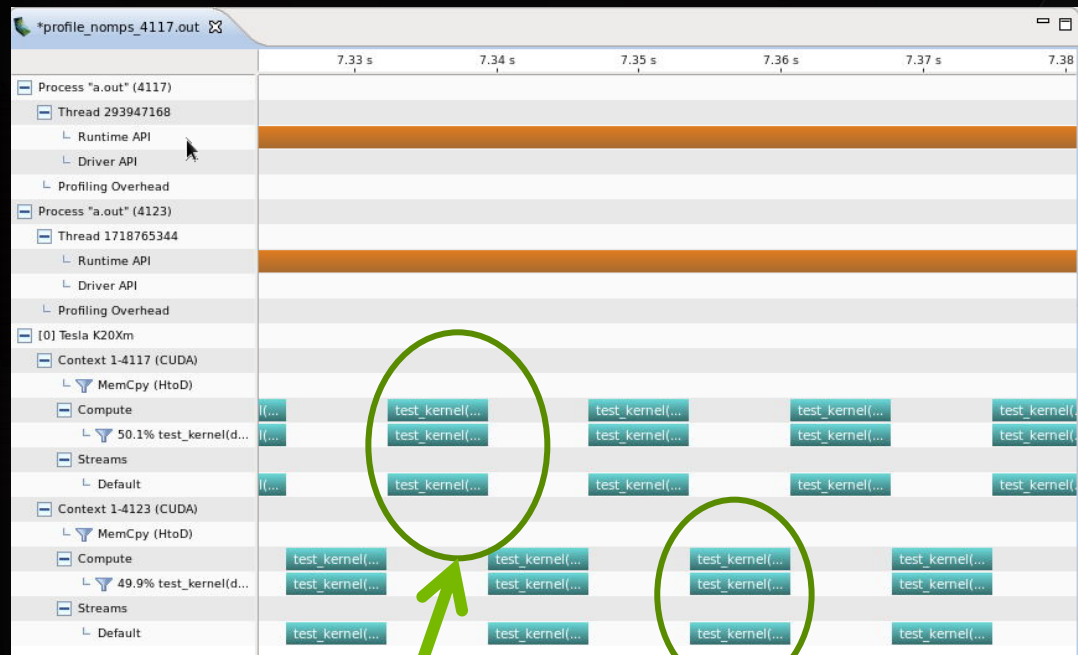 *profile_nomps_4117.out
7.33 s 7.34 s 7.35 s 7.36 s 7.37 s 7.38
Process "a.out" (4117)
Thread 293947168
Runtime API
Driver API
Profiling Overhead
Process "a.out" (4123)
Thread 1718765344
Runtime API
Driver API
Profiling Overhead
[0] Tesla K20Xm
Context 1-4117 (CUDA)
MemCpy (HtoD)
Compute l(... test_kernel(... test_kernel(... test_kernel(... test_kernel(.
50.1% test_kernel(d... l(... test_kernel(... test_kernel(... test_kernel(... test_kernel(.
Streams
Default l(... test_kernel(... test_kernel(... test_kernel(... test_kernel(.
Context 1-4123 (CUDA)
MemCpy (HtoD)
Compute test_kernel(... test_kernel(... test_kernel(... test_kernel(...
49.9% test_kernel(d... test_kernel(... test_kernel(... test_kernel(... test_kernel(...
Streams
Default test_kernel(... test_kernel(... test_kernel(... test_kernel(...